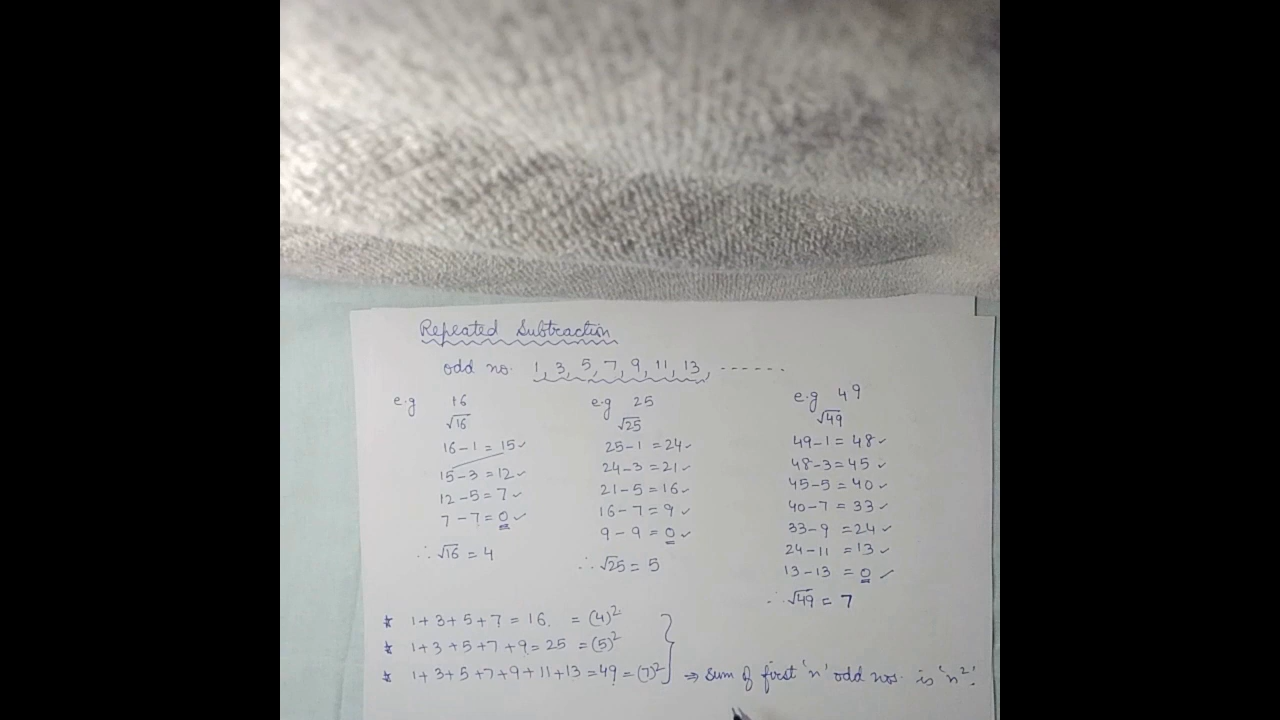 Repeated Subtraction
odd no. 1, 3, 5, 7, 9, 11, 13, ------
e.g 16
√16
16-1=15✓
15-3=12✓
12-5=7✓
7-7=0✓
∴√16=4
e.g 25
√25
25-1=24✓
24-3=21✓
21-5=16✓
16-7=9✓
9-9=0✓
∴√25=5
e.g 49
√49
49-1=48✓
48-3=45✓
45-5=40✓
40-7=33✓
33-9=24✓
24-11=13✓
13-13=0✓
∴√49=7
* 1+3+5+7=16. =(4)²
* 1+3+5+7+9=25 =(5)²
* 1+3+5+7+9+11+13=49=(7)² ⇒ Sum of first 'n' odd nos. is 'n²'.